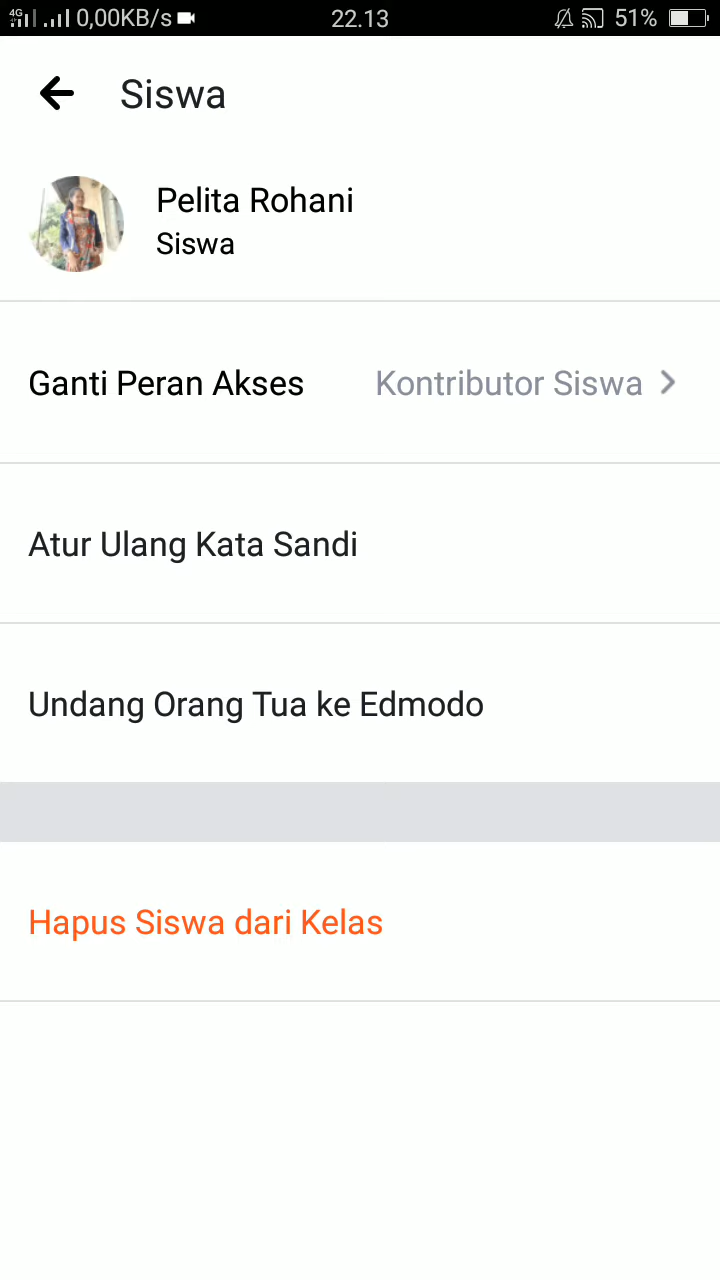 4G 0,00KB/s 22.13 51%
Siswa
Pelita Rohani
Siswa
Ganti Peran Akses Kontributor Siswa
Atur Ulang Kata Sandi
Undang Orang Tua ke Edmodo
Hapus Siswa dari Kelas